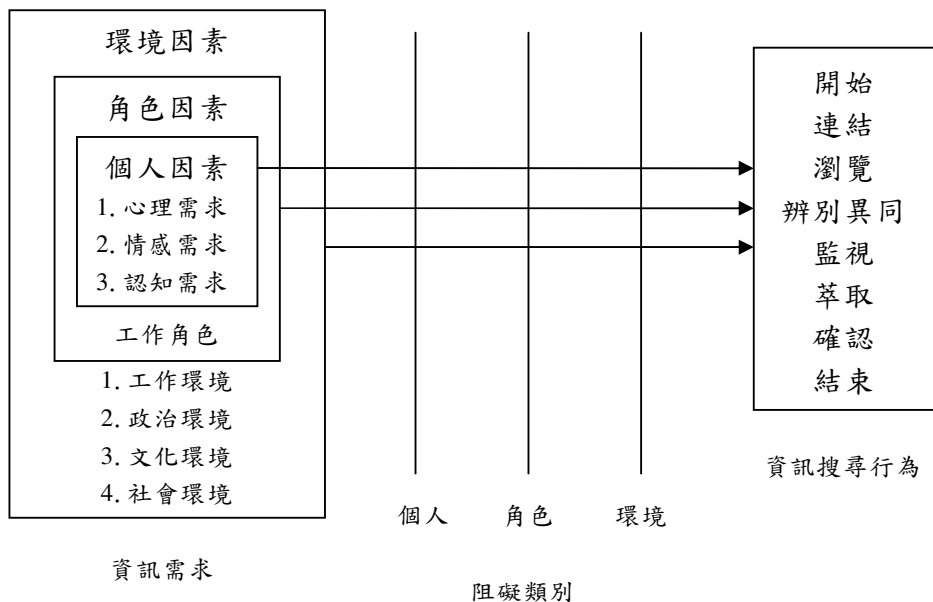 環境因素
角色因素
個人因素
1. 心理需求
2. 情感需求
3. 認知需求
工作角色
1. 工作環境
2. 政治環境
3. 文化環境
4. 社會環境
資訊需求
個人
角色
環境
阻礙類別
開始
連結
瀏覽
辨別異同
監視
萃取
確認
結束
資訊搜尋行為